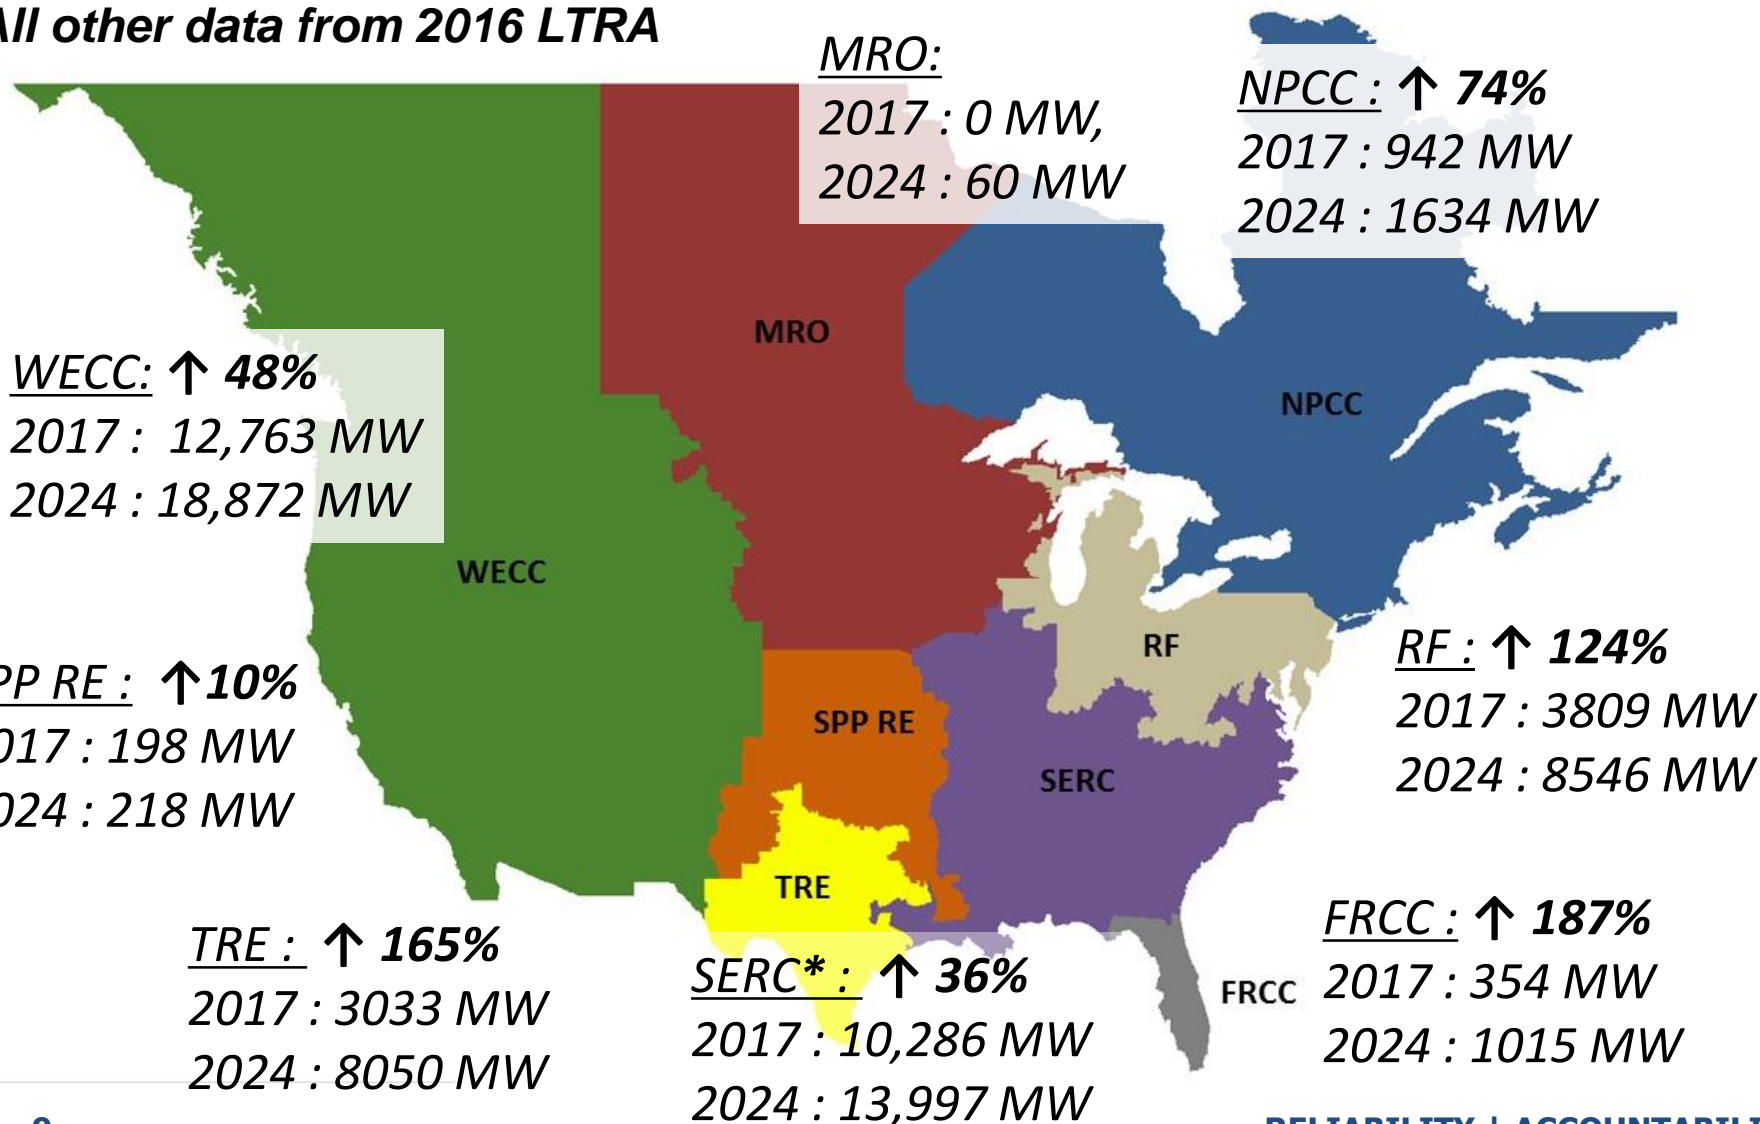 All other data from 2016 LTRA
MRO:
2017 : 0 MW,
2024 : 60 MW
NPCC : ↑ 74%
2017 : 942 MW
2024 : 1634 MW
MRO
NPCC
WECC: ↑ 48%
2017 : 12,763 MW
2024 : 18,872 MW
WECC
RF
RF : ↑ 124%
2017 : 3809 MW
2024 : 8546 MW
PP RE : ↑10%
017 : 198 MW
024 : 218 MW
SPP RE
SERC
TRE
TRE : ↑ 165%
2017 : 3033 MW
2024 : 8050 MW
SERC* : ↑ 36%
2017 : 10,286 MW
2024 : 13,997 MW
FRCC
FRCC : ↑ 187%
2017 : 354 MW
2024 : 1015 MW
RELIABILITY | ACCOUNTABILI